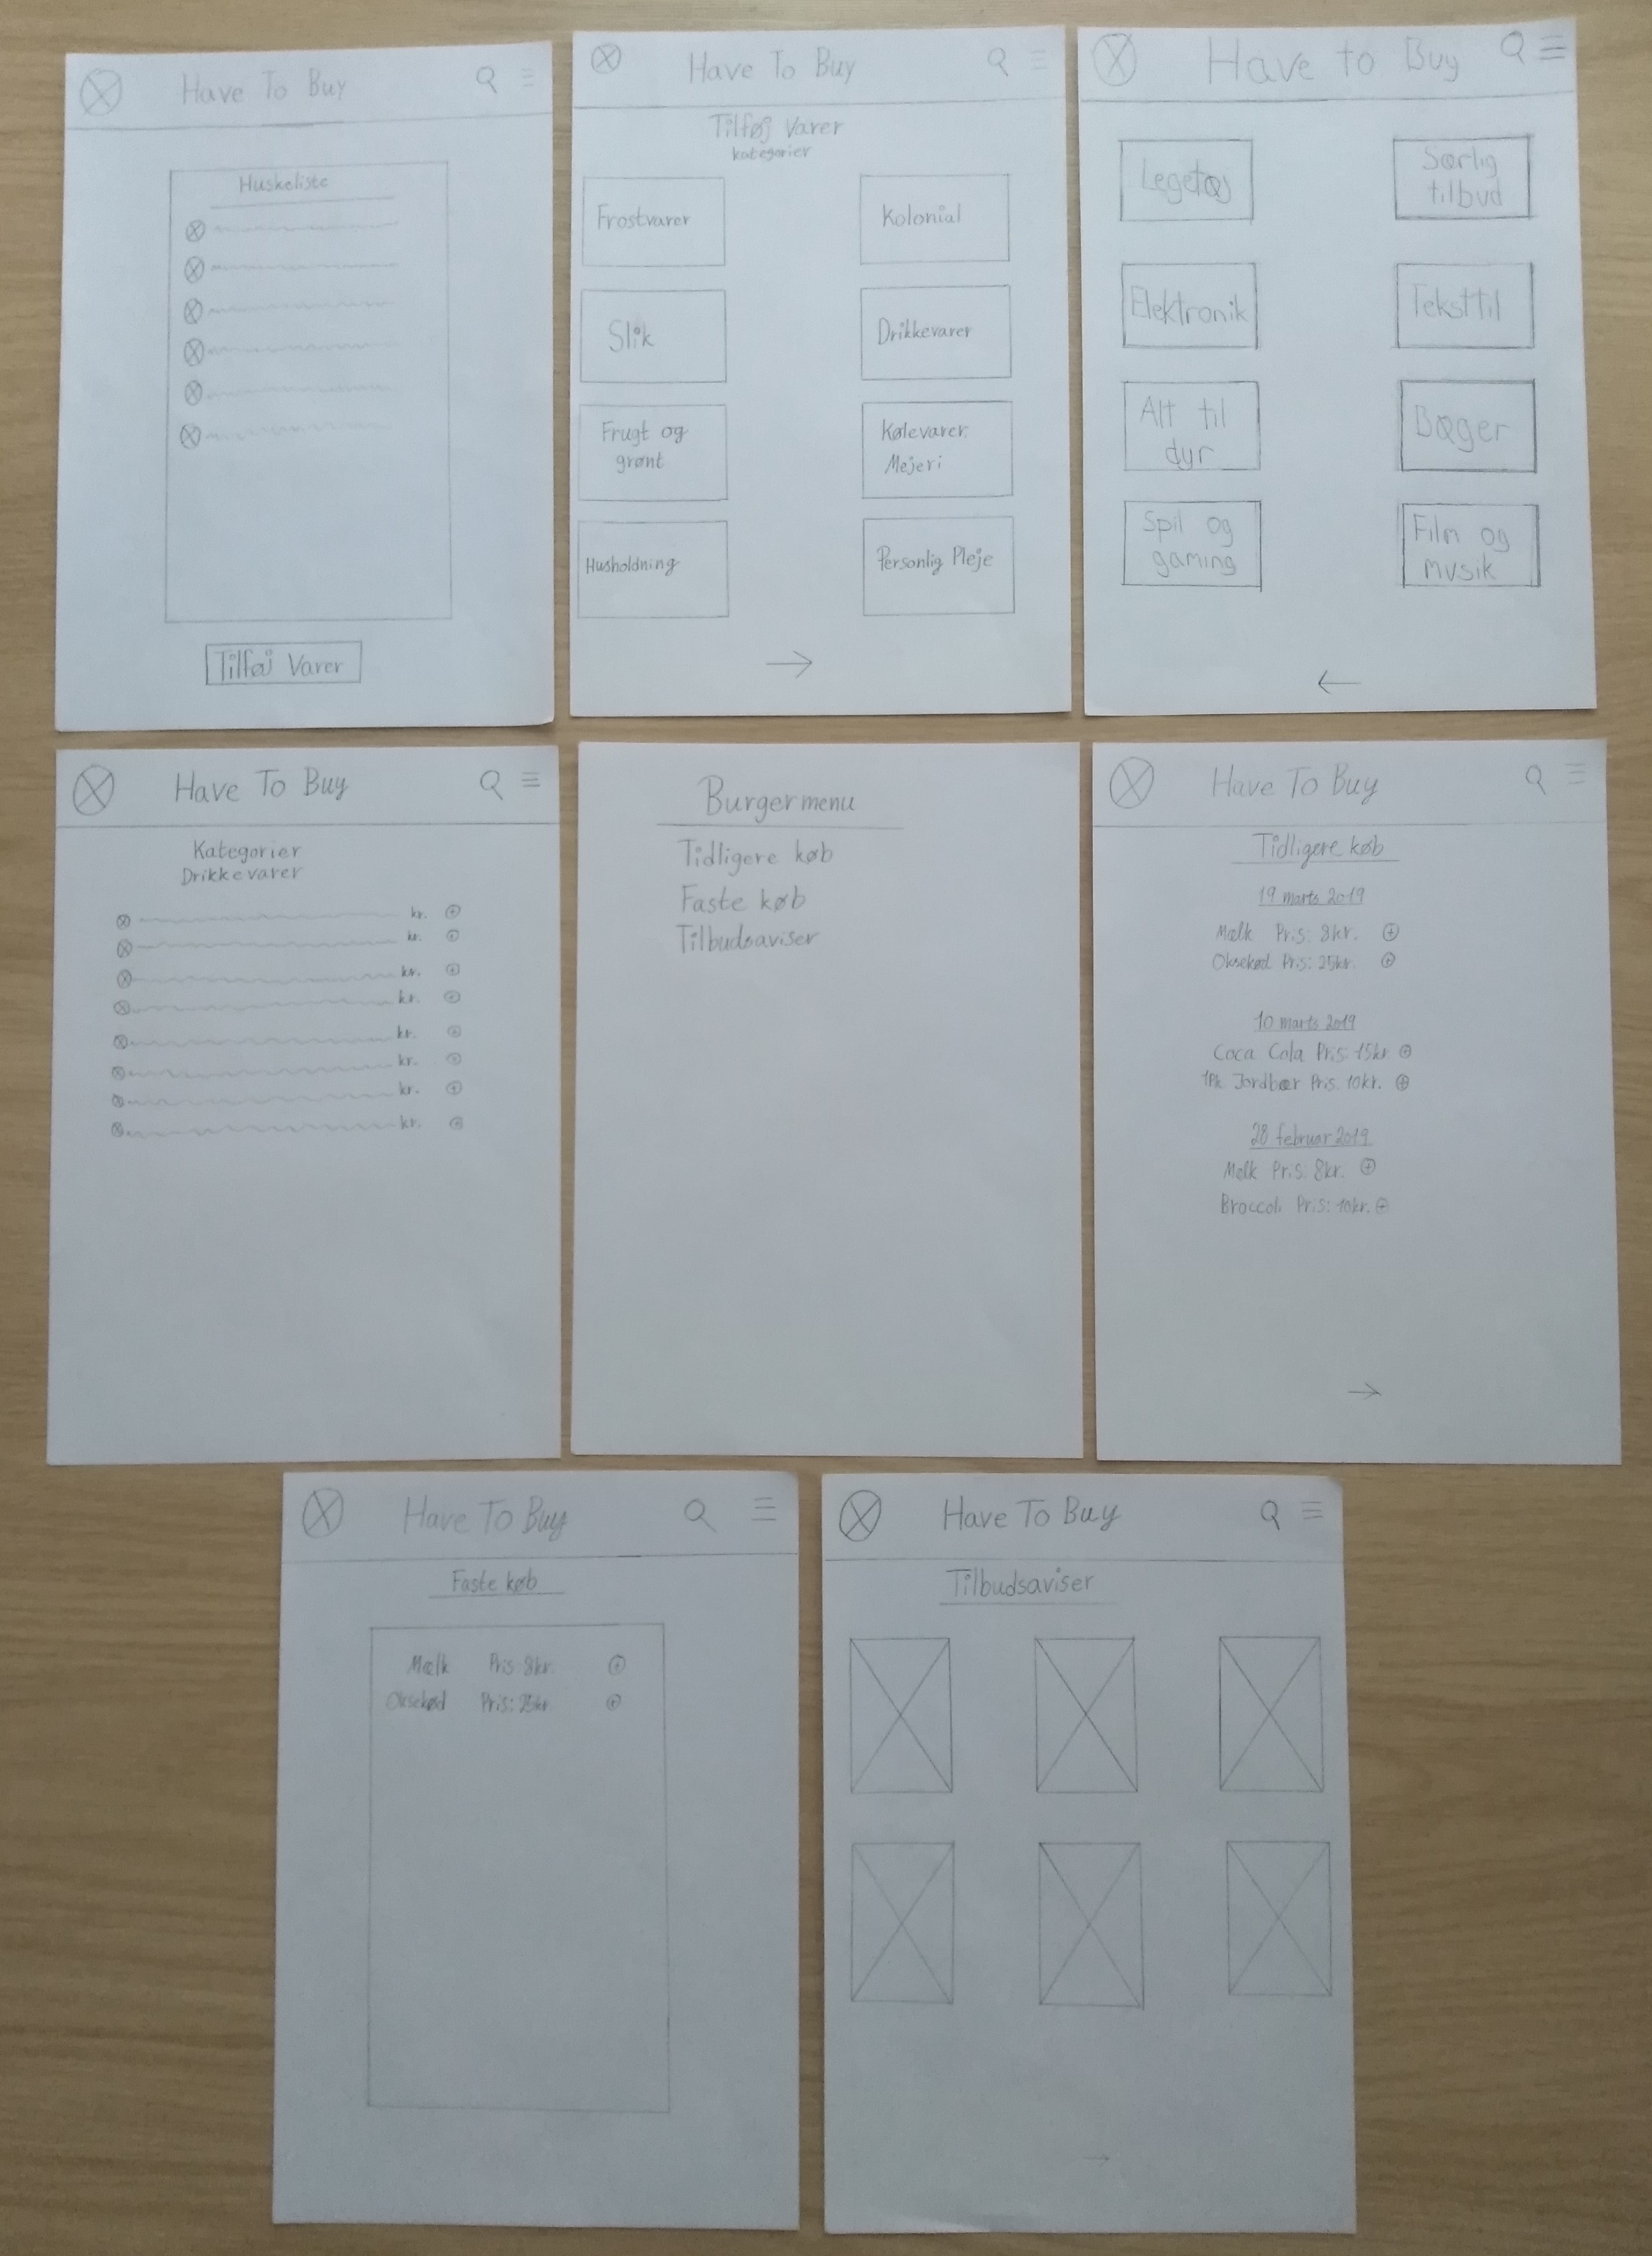 Have To Buy
Huskeliste
Tilføj Varer
Have To Buy
Tilføj Varer
kategorier
Frostvarer
Kolonial
Slik
Drikkevarer
Frugt og
grønt
Kølevarer
Mejeri
Husholdning
Personlig Pleje
Have to Buy
Legetøj
Særlig
tilbud
Elektronik
Teksttil
Alt til
dyr
Bøger
Spil og
gaming
Film og
musik
Have To Buy
Kategorier
Drikkevarer
kr.
kr.
kr.
kr.
kr.
kr.
kr.
kr.
Burgermenu
Tidligere køb
Faste køb
Tilbudsaviser
Have To Buy
Tidligere køb
19 marts 2019
Mælk Pris: 8kr.
Oksekød Pris: 25kr.
10 marts 2019
Coca Cola Pris: 15kr
1Pk Jordbær Pris. 10kr.
28 februar 2019
Mælk Pris: 8kr.
Broccoli Pris: 10kr.
Have To Buy
Faste køb
Mælk Pris 8kr.
Oksekød Pris: 25kr
Have To Buy
Tilbudsaviser